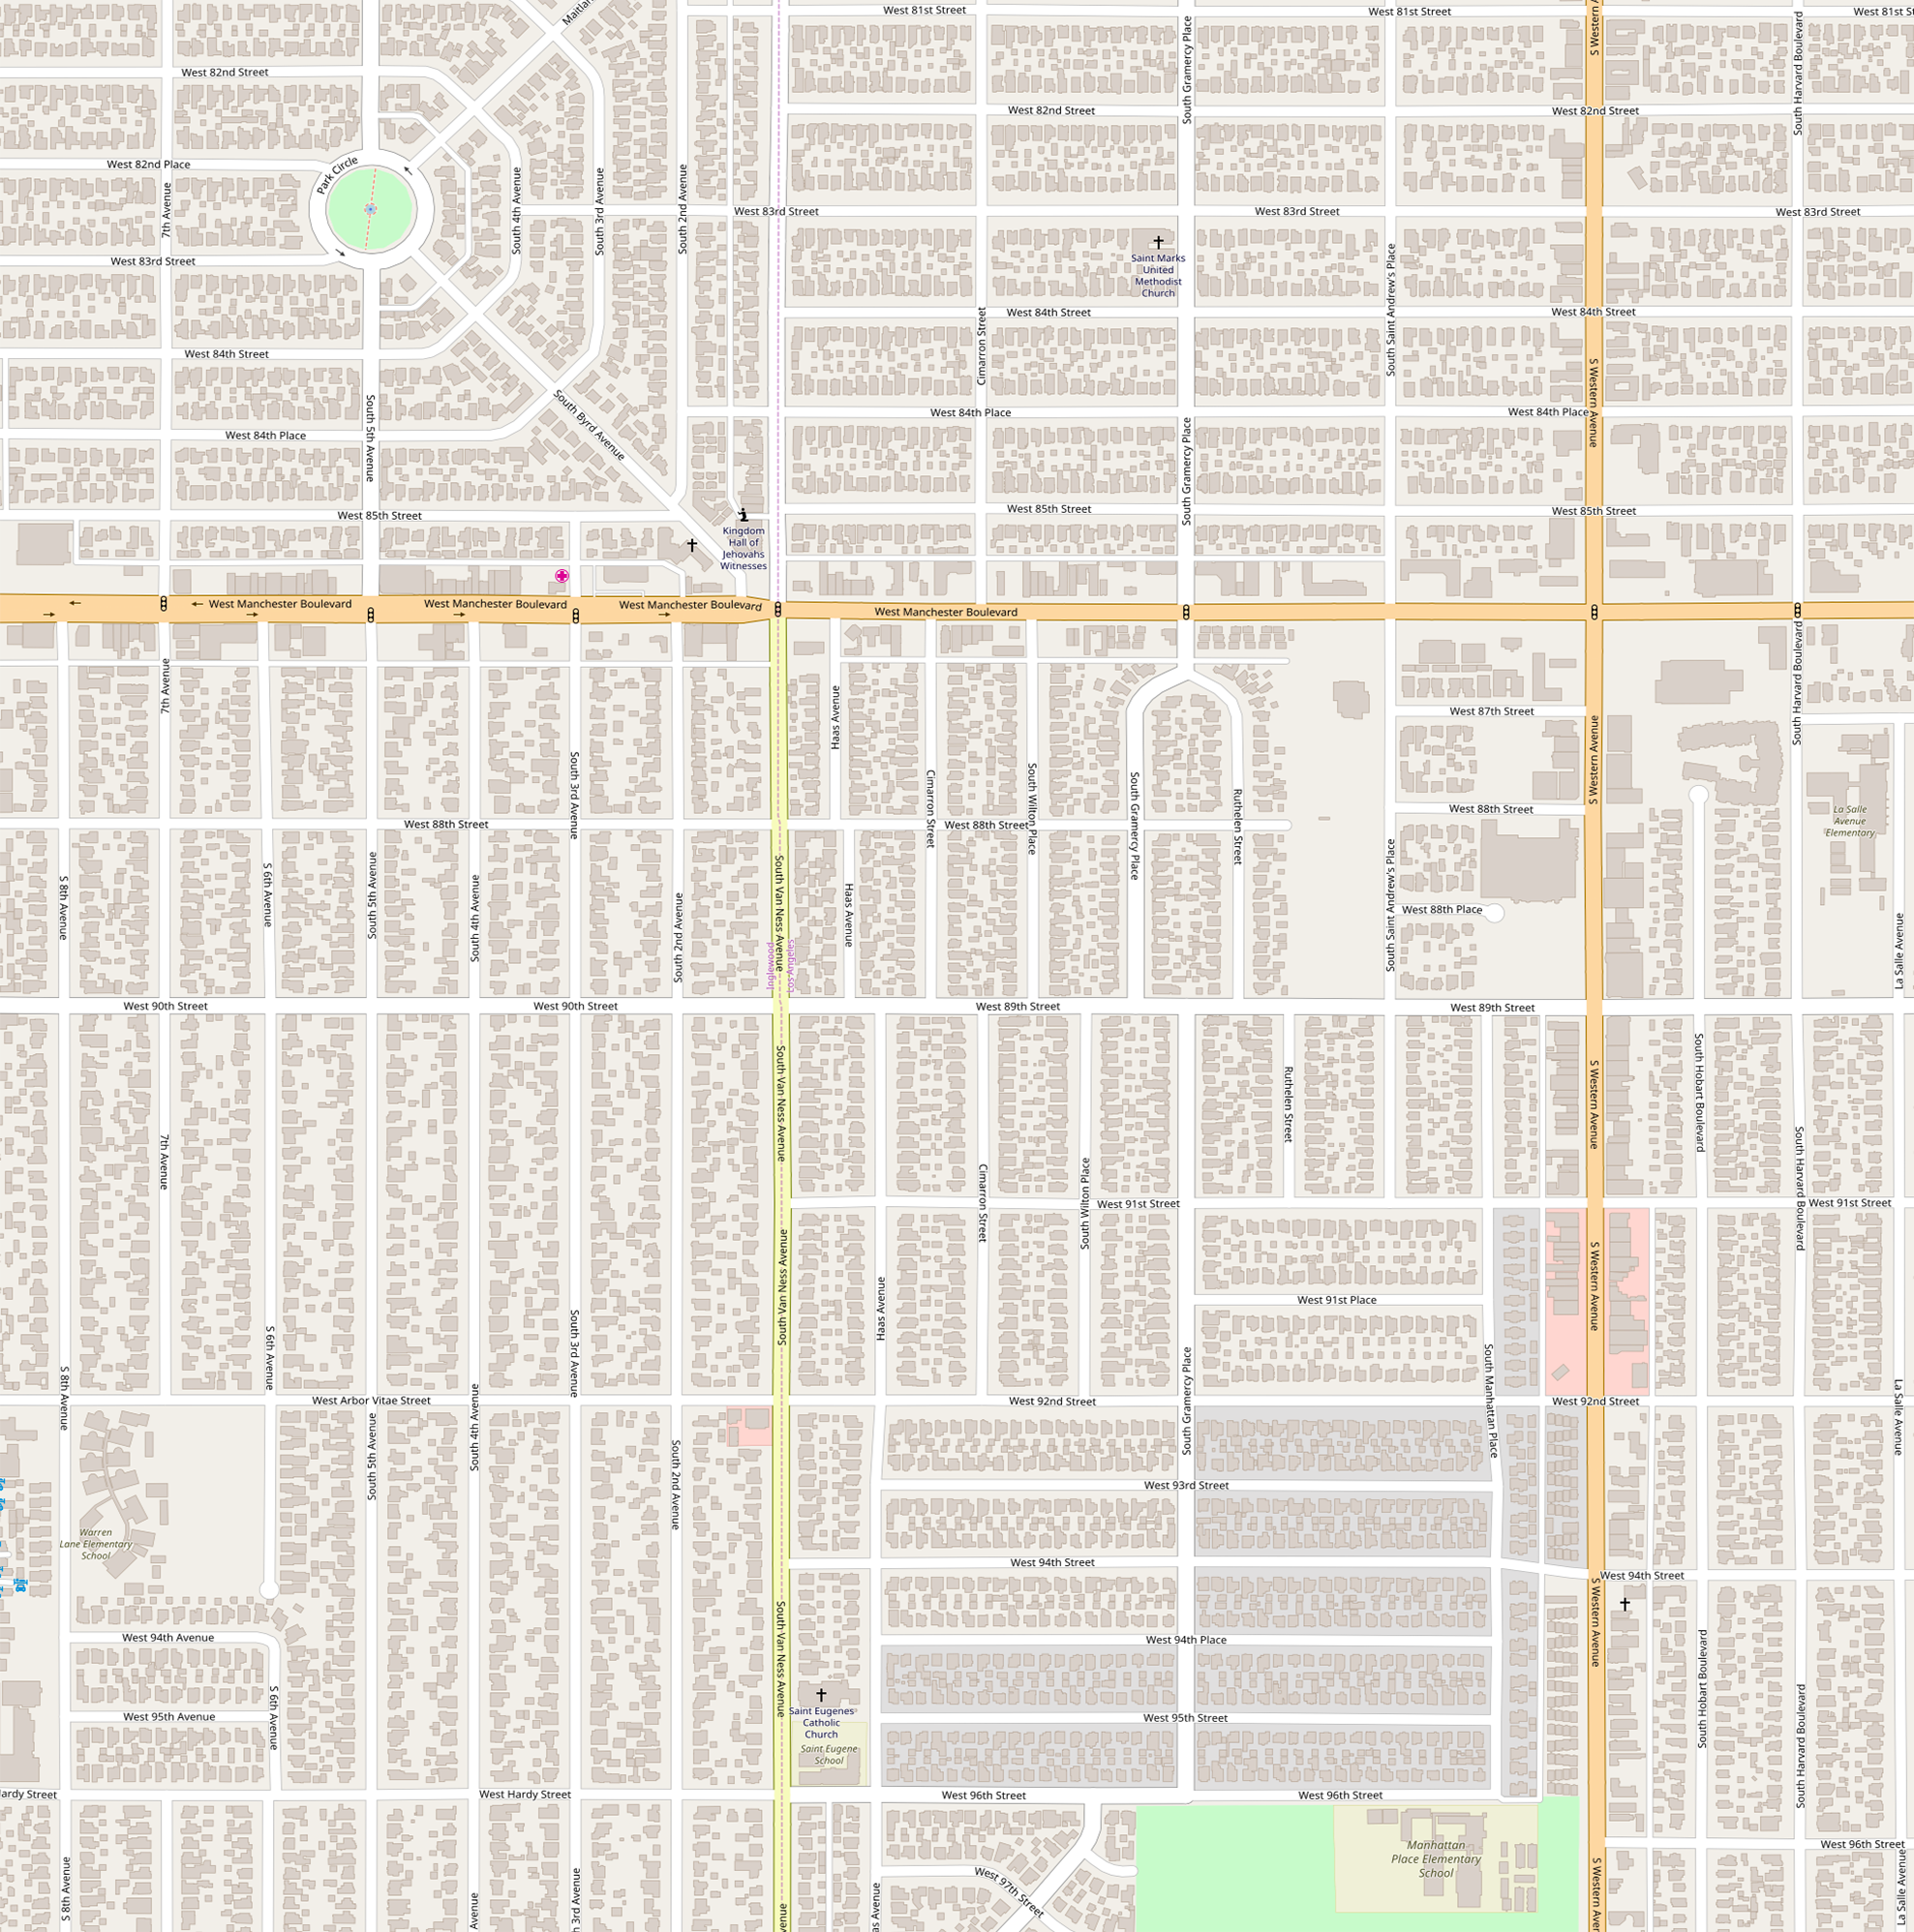 West 81st Street
West 81st Street
West 81st St
Maitlan
S Western A
West 82nd Street
South Gramercy Place
South Harvard Boulevard
West 82nd Street
West 82nd Street
West 82nd Place
Park Circle
7th Avenue
South 4th Avenue
South 3rd Avenue
South 2nd Avenue
West 83rd Street
West 83rd Street
West 83rd Street
West 83rd Street
Saint Marks
United
Methodist
Church
South Saint Andrew's Place
West 84th Street
Cimarron Street
West 84th Street
West 84th Street
S Western Avenue
South 5th Avenue
South Byrd Avenue
West 84th Place
West 84th Place
West 84th Place
South Gramercy Place
West 85th Street
West 85th Street
West 85th Street
Kingdom
Hall of
Jehovahs
Witnesses
West Manchester Boulevard
West Manchester Boulevard
West Manchester Boulevard
West Manchester Boulevard
7th Avenue
Haas Avenue
South Harvard Boulevard
West 87th Street
S Western Avenue
South 3rd Avenue
Cimarron Street
South Wilton Place
South Gramercy Place
Ruthelen Street
West 88th Street
West 88th Street
West 88th Street
La Salle
Avenue
Elementary
S 8th Avenue
S 6th Avenue
South 5th Avenue
South 4th Avenue
South 2nd Avenue
South Van Ness Avenue
Inglewood
Los Angeles
Haas Avenue
South Saint Andrew's Place
West 88th Place
La Salle Avenue
West 90th Street
West 90th Street
West 89th Street
West 89th Street
South Van Ness Avenue
Ruthelen Street
S Western Avenue
South Hobart Boulevard
7th Avenue
Cimarron Street
South Wilton Place
South Harvard Boulevard
West 91st Street
West 91st Street
South Van Ness Avenue
Haas Avenue
S Western Avenue
West 91st Place
S 8th Avenue
S 6th Avenue
South 3rd Avenue
South 4th Avenue
South Gramercy Place
South Manhattan Place
La Salle Avenue
West Arbor Vitae Street
West 92nd Street
West 92nd Street
South 5th Avenue
South 2nd Avenue
West 93rd Street
Warren
Lane Elementary
School
West 94th Street
West 94th Street
S Western Avenue
West 94th Avenue
West 94th Place
South Van Ness Avenue
South Hobart Boulevard
S 6th Avenue
South Harvard Boulevard
West 95th Avenue
West 95th Street
Saint Eugenes
Catholic
Church
Saint Eugene
School
ardy Street
West Hardy Street
West 96th Street
West 96th Street
West 96th Street
Manhattan
Place Elementary
School
S 8th Avenue
Avenue
h 3rd Avenue
venue
as Avenue
West 97th Street
S Western Aver
La Salle Avenue